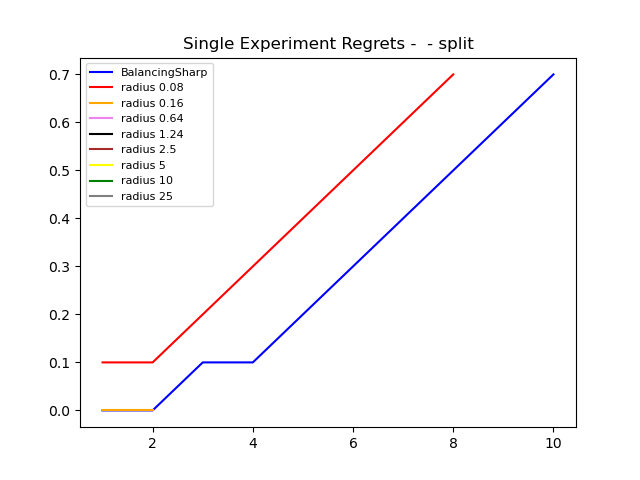 Single Experiment Regrets -  - split
BalancingSharp
radius 0.08
radius 0.16
radius 0.64
radius 1.24
radius 2.5
radius 5
radius 10
radius 25
0.7
0.6
0.5
0.4
0.3
0.2
0.1
0.0
2 4 6 8 10